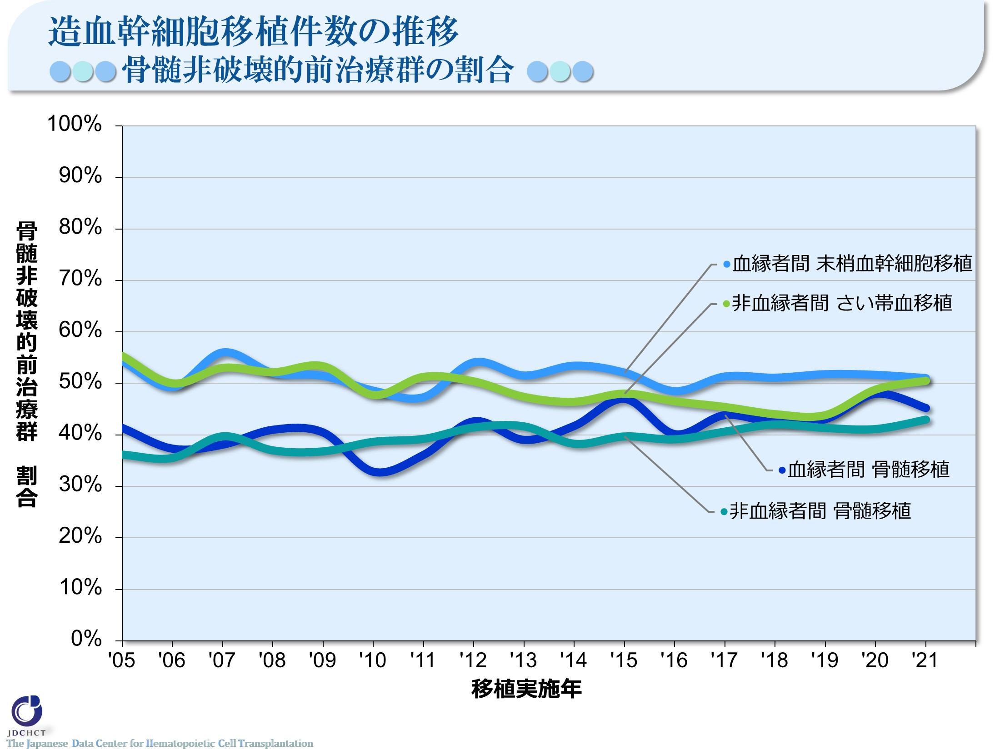 造血幹細胞移植件数の推移
骨髄非破壊的前治療群の割合
100%
90%
80%
70%
60%
50%
40%
30%
20%
10%
0%
骨髄非破壊的前治療群 割合
血縁者間 末梢血幹細胞移植
非血縁者間 さい帯血移植
血縁者間 骨髄移植
非血縁者間 骨髄移植
'05 '06 '07 '08 '09 '10 '11 '12 '13 '14 '15 '16 '17 '18 '19 '20 '21
移植実施年
JDCHCT
The Japanese Data Center for Hematopoietic Cell Transplantation